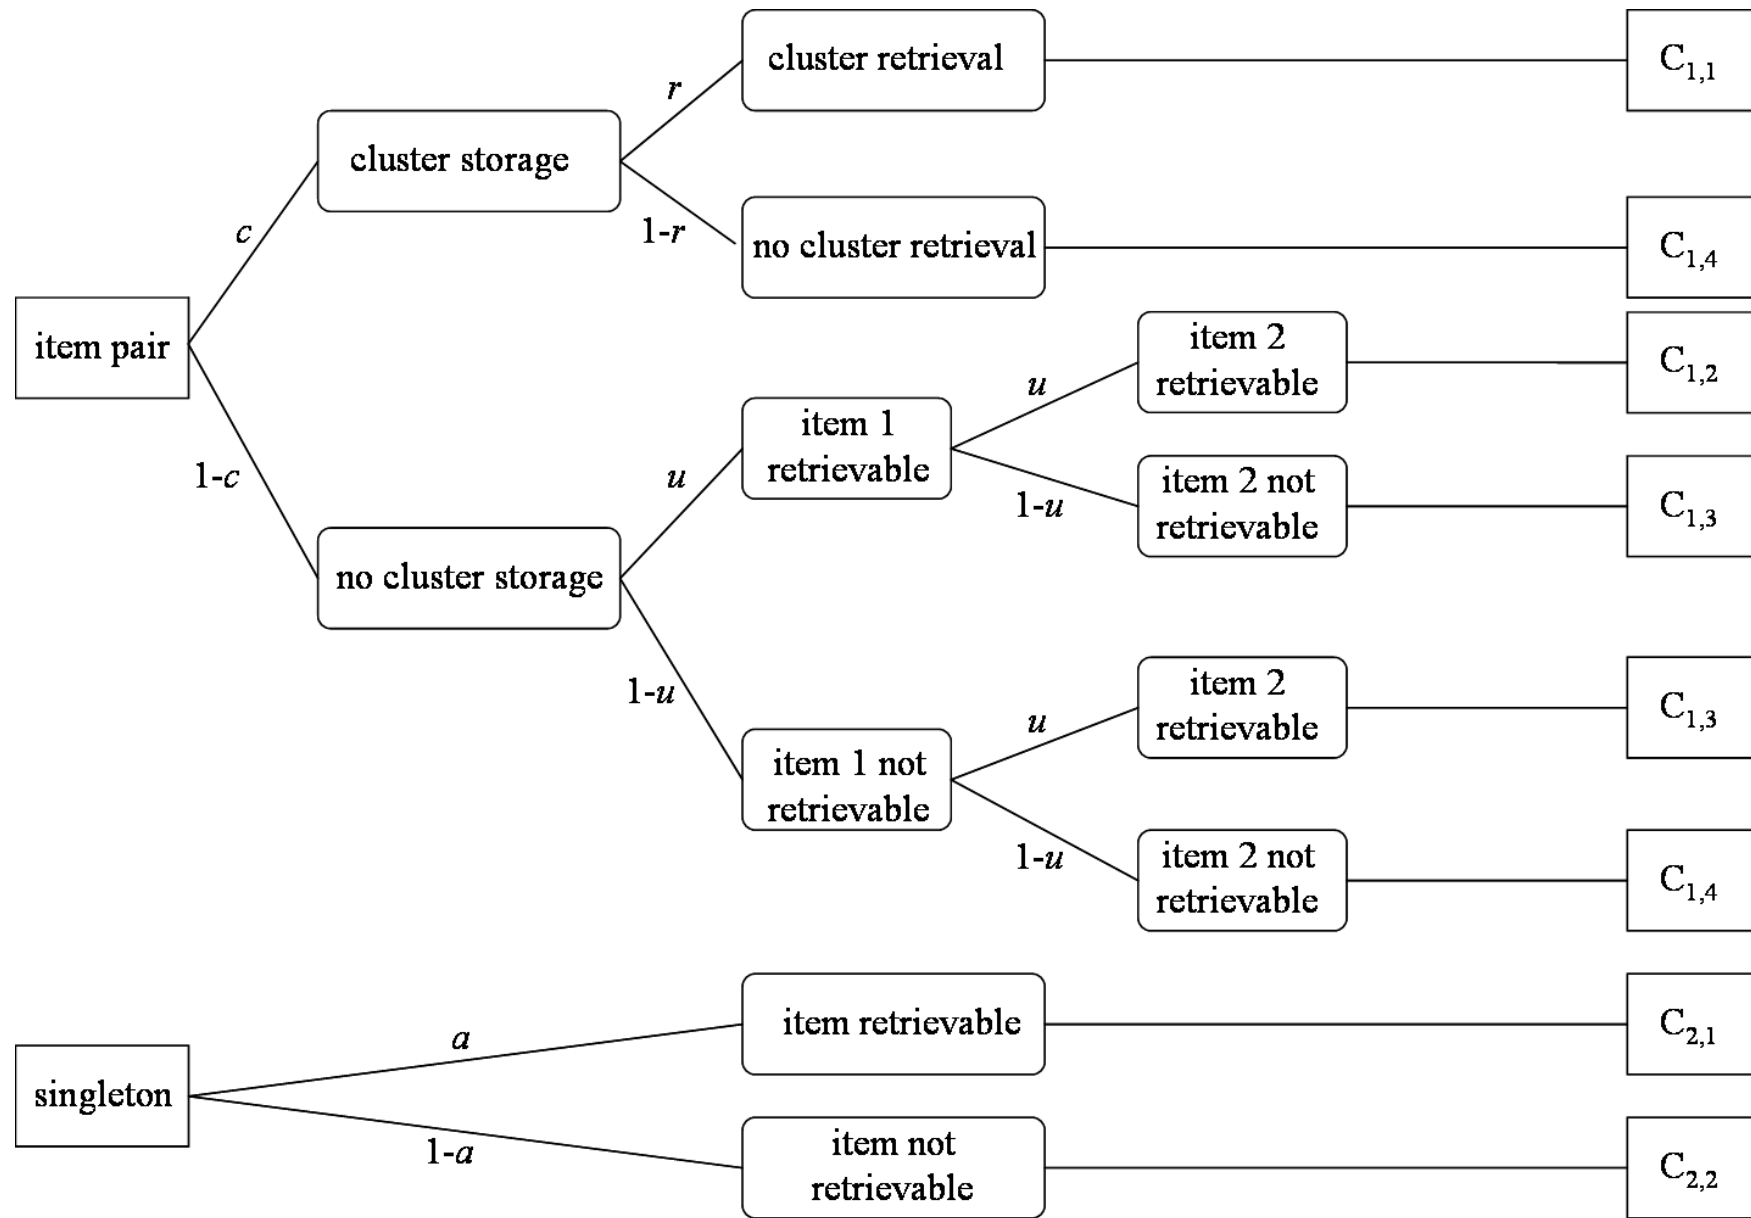 cluster retrieval
C1,1
r
cluster storage
c
1-r
no cluster retrieval
C1,4
item pair
item 2
retrievable
C1,2
u
item 1
retrievable
1-c
u
1-u
item 2 not
retrievable
C1,3
no cluster storage
1-u
item 2
retrievable
C1,3
u
item 1 not
retrievable
1-u
item 2 not
retrievable
C1,4
item retrievable
C2,1
a
singleton
1-a
item not
retrievable
C2,2